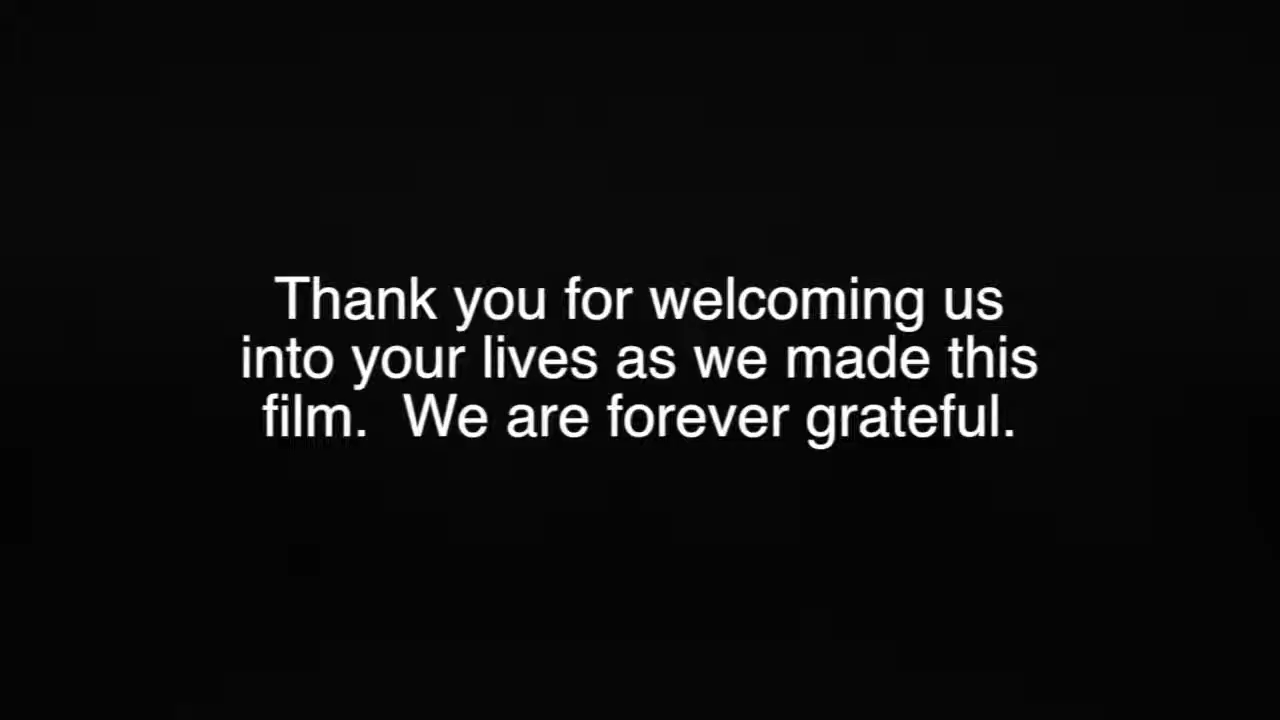 Thank you for welcoming us
into your lives as we made this
film.  We are forever grateful.